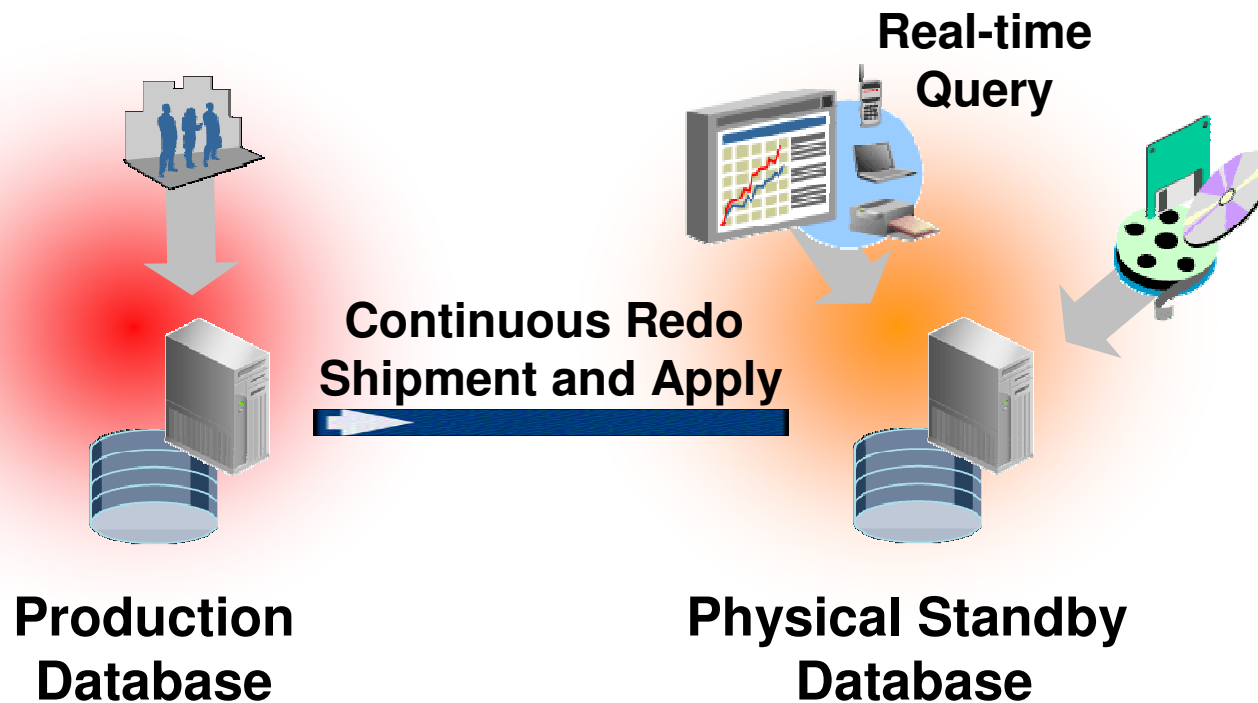 Real-time
Query
Continuous Redo
Shipment and Apply
Production
Database
Physical Standby
Database